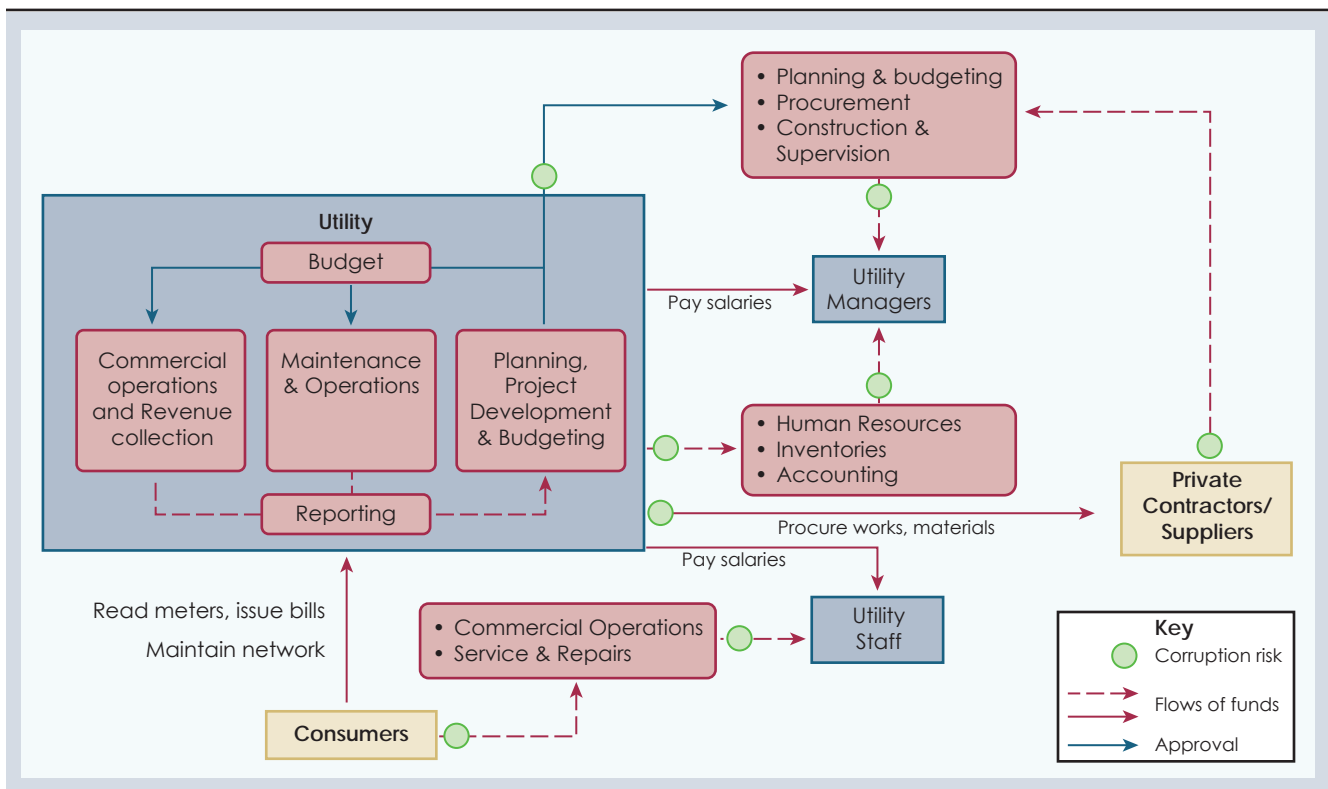 • Planning & budgeting
• Procurement
• Construction &
Supervision
Utility
Budget
Commercial
operations
and Revenue
collection
Maintenance
& Operations
Planning,
Project
Development
& Budgeting
Reporting
Pay salaries
Utility
Managers
• Human Resources
• Inventories
• Accounting
Procure works, materials
Private
Contractors/
Suppliers
Pay salaries
Read meters, issue bills
Maintain network
• Commercial Operations
• Service & Repairs
Utility
Staff
Consumers
Key
Corruption risk
Flows of funds
Approval